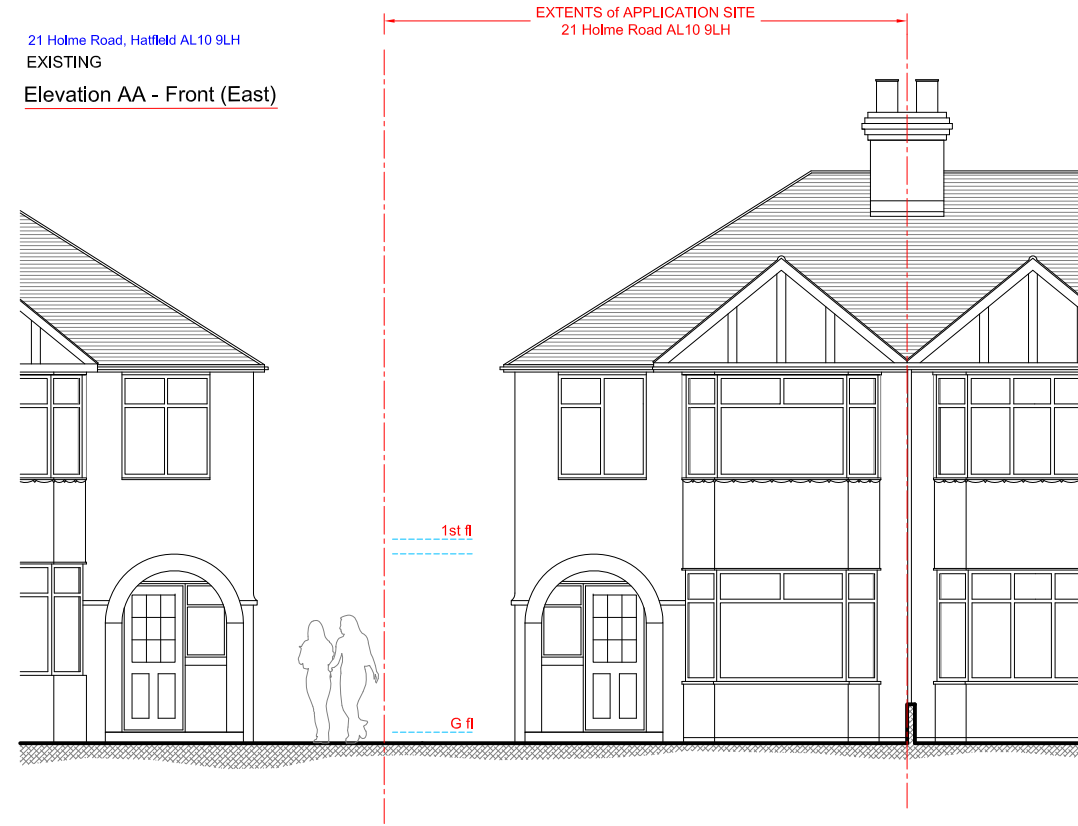 EXTENTS of APPLICATION SITE
21 Holme Road AL10 9LH
21 Holme Road, Hatfield AL10 9LH
EXISTING
Elevation AA - Front (East)
1st fl
G fl